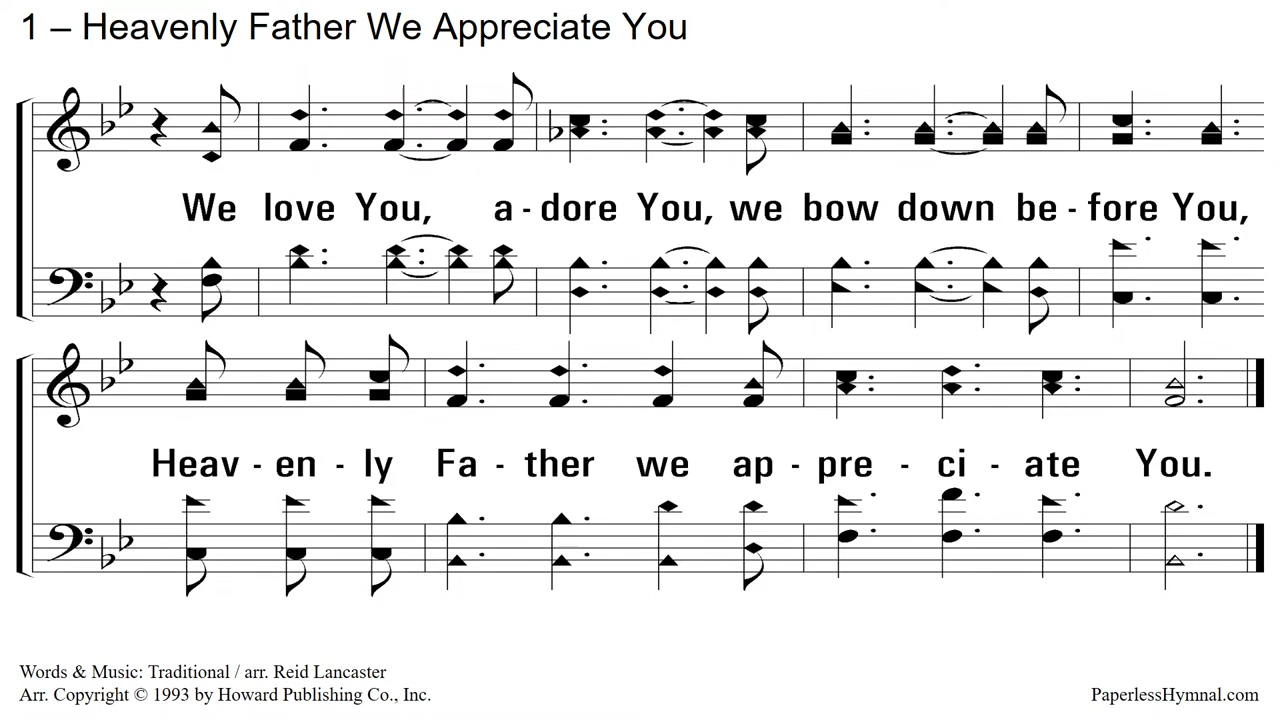 1 – Heavenly Father We Appreciate You
We love You, a - dore You, we bow down be - fore You,
Heav - en - ly Fa - ther we ap - pre - ci - ate You.
Words & Music: Traditional / arr. Reid Lancaster
Arr. Copyright © 1993 by Howard Publishing Co., Inc.
PaperlessHymnal.com